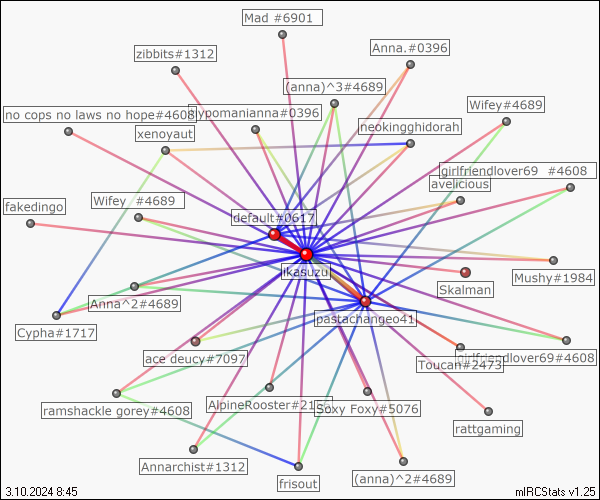 Mad #6901
Anna.#0396
zibbits#1312
(anna)^3#4689
Wifey#4689
no cops no laws no hope#4608
hypomanianna#0396
neokingghidorah
xenoyaut
girlfriendlover69 #4608
avelicious
fakedingo
Wifey #4689
default#0617
ikasuzu
Mushy#1984
Skalman
Anna^2#4689
pastachangeo41
Cypha#1717
ace deucy#7097
girlfriendlover69#4608
Toucan#2473
ramshackle gorey#4608
Soxy Foxy#5076
rattgaming
Annarchist#1312
(anna)^2#4689
frisout
3.10.2024 8:45
mIRCStats v1.25